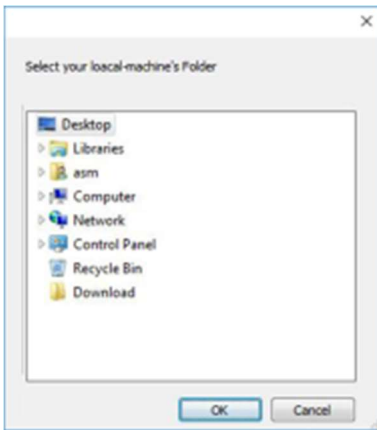 Select your loacal-machine's Folder
Desktop
Libraries
asm
Computer
Network
Control Panel
Recycle Bin
Download
OK
Cancel